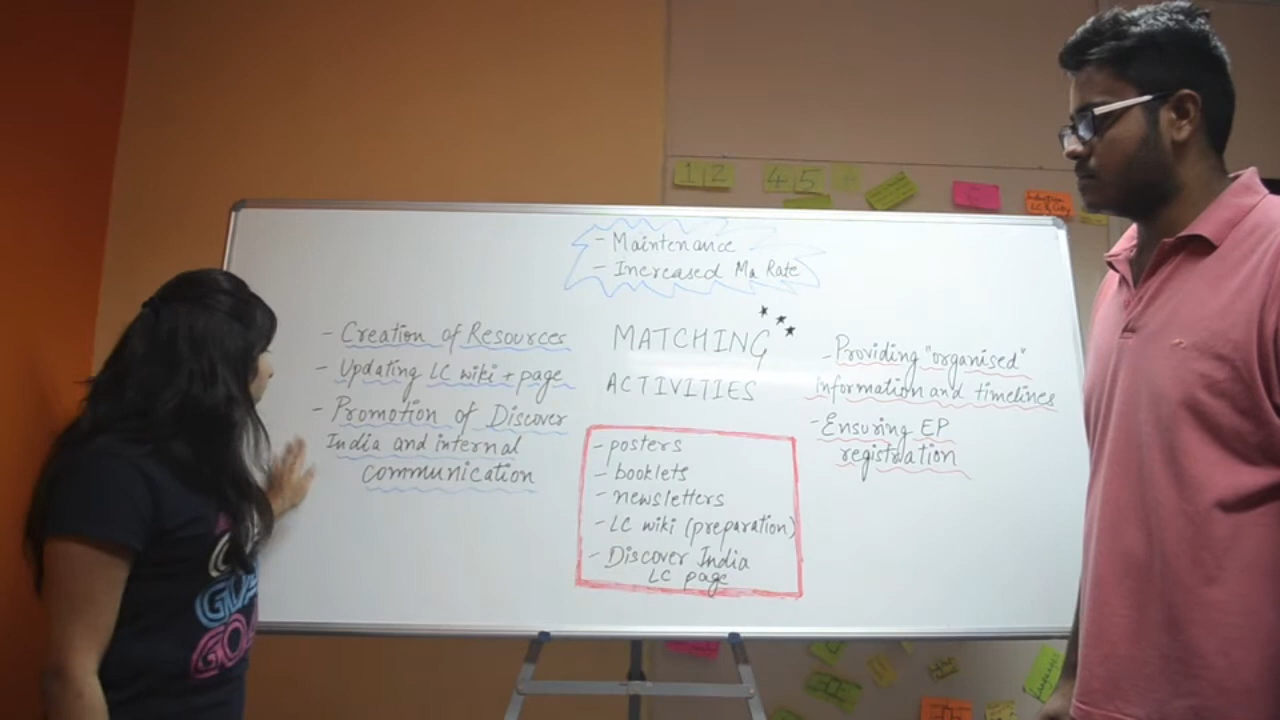 1 2 4 5
- Maintenance
- Increased Ma Rate
MATCHING
ACTIVITIES
- Creation of Resources
- Updating LC wiki + page
- Promotion of Discover
India and internal
communication
- posters
- booklets
- newsletters
- LC wiki (preparation)
- Discover India
LC page
- Providing "organised"
information and timelines
- Ensuring EP
registration